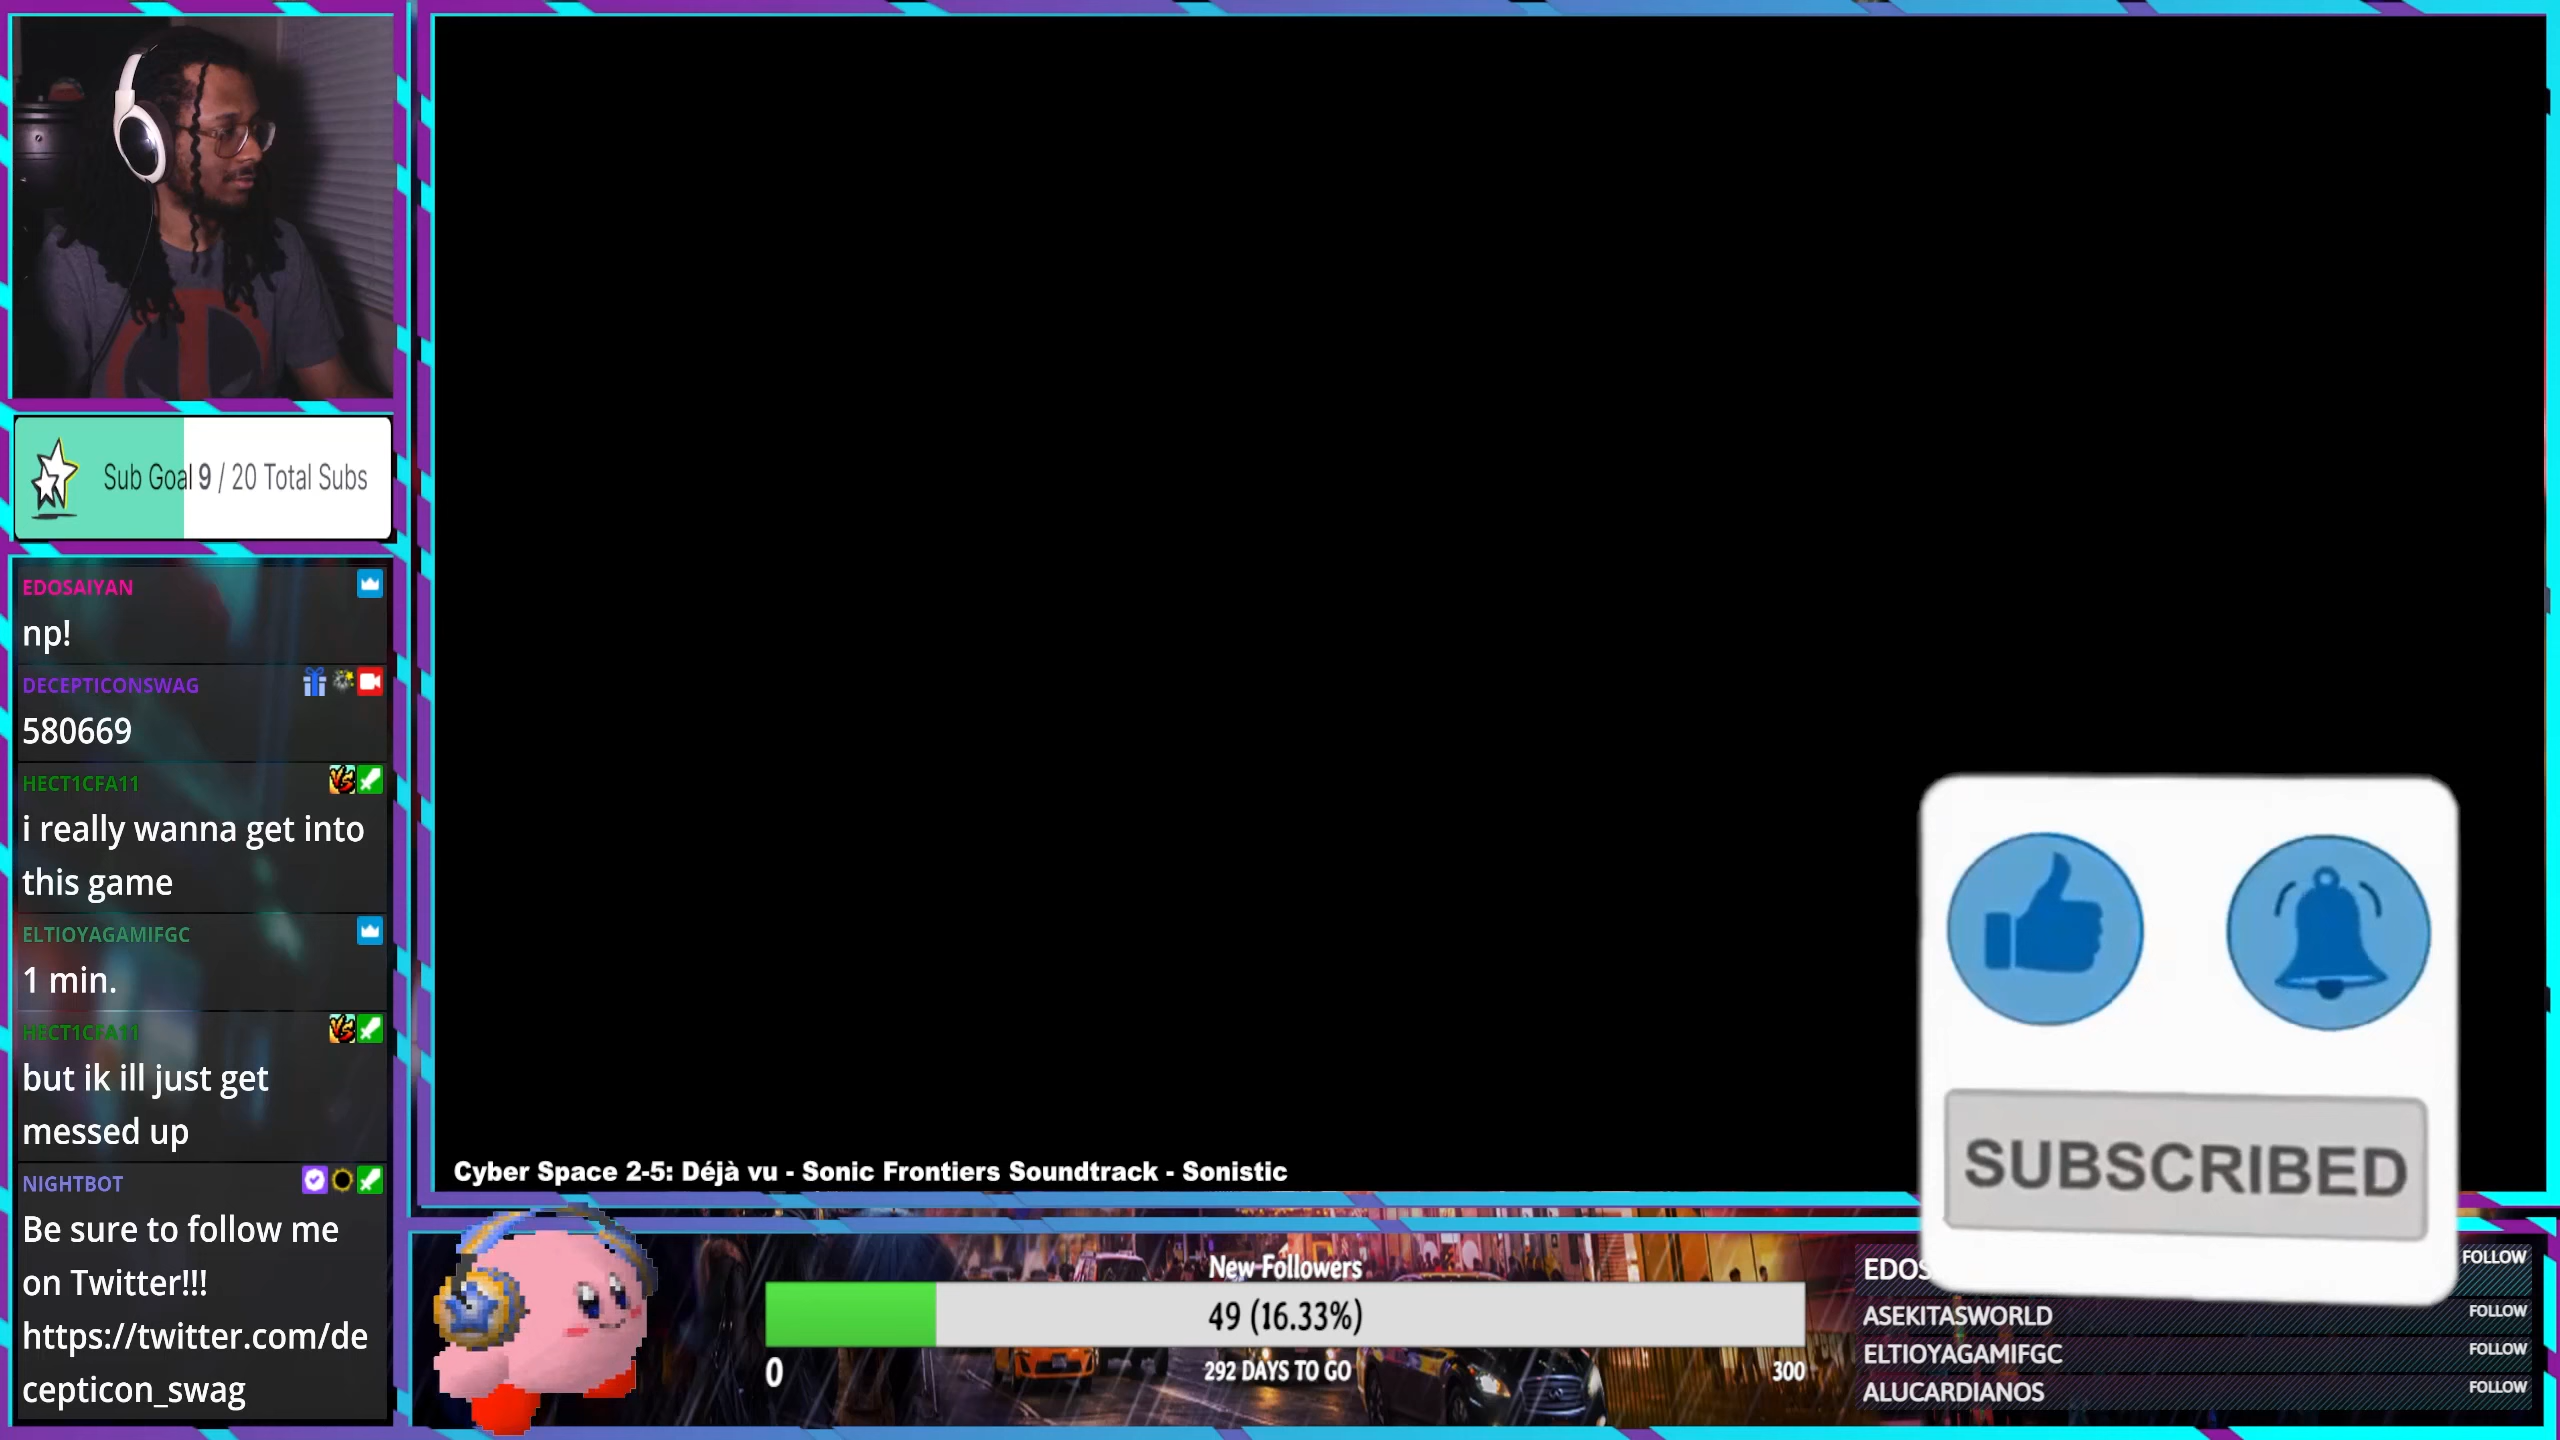 Sub Goal 9 / 20 Total Subs
EDOSAIYAN
np!
DECEPTICONSWAG
580669
HECT1CFA11
i really wanna get into
this game
ELTIOYAGAMIFGC
1 min.
HECT1CFA11
but ik ill just get
messed up
NIGHTBOT
Be sure to follow me
on Twitter!!!
https://twitter.com/de
cepticon_swag
Cyber Space 2-5: Déjà vu - Sonic Frontiers Soundtrack - Sonistic
SUBSCRIBED
New Followers
49 (16.33%)
0
292 DAYS TO GO
300
EDOS
FOLLOW
ASEKITASWORLD
FOLLOW
ELTIOYAGAMIFGC
FOLLOW
ALUCARDIANOS
FOLLOW